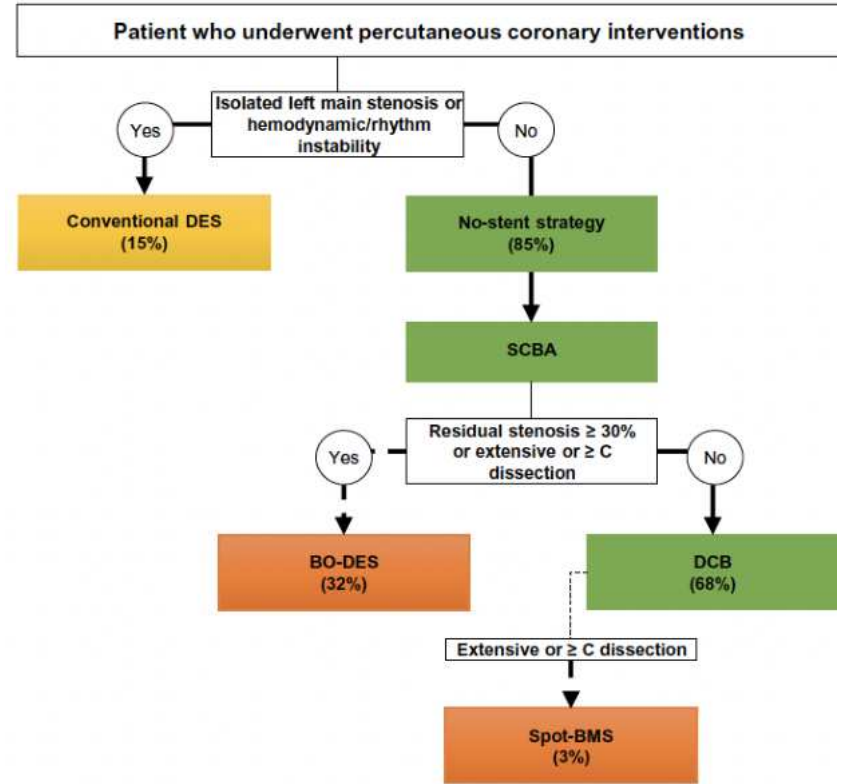 Patient who underwent percutaneous coronary interventions
Isolated left main stenosis or
hemodynamic/rhythm
instability
Yes
No
Conventional DES
(15%)
No-stent strategy
(85%)
SCBA
Residual stenosis ≥ 30%
or extensive or ≥ C
dissection
Yes
No
BO-DES
(32%)
DCB
(68%)
Extensive or ≥ C dissection
Spot-BMS
(3%)